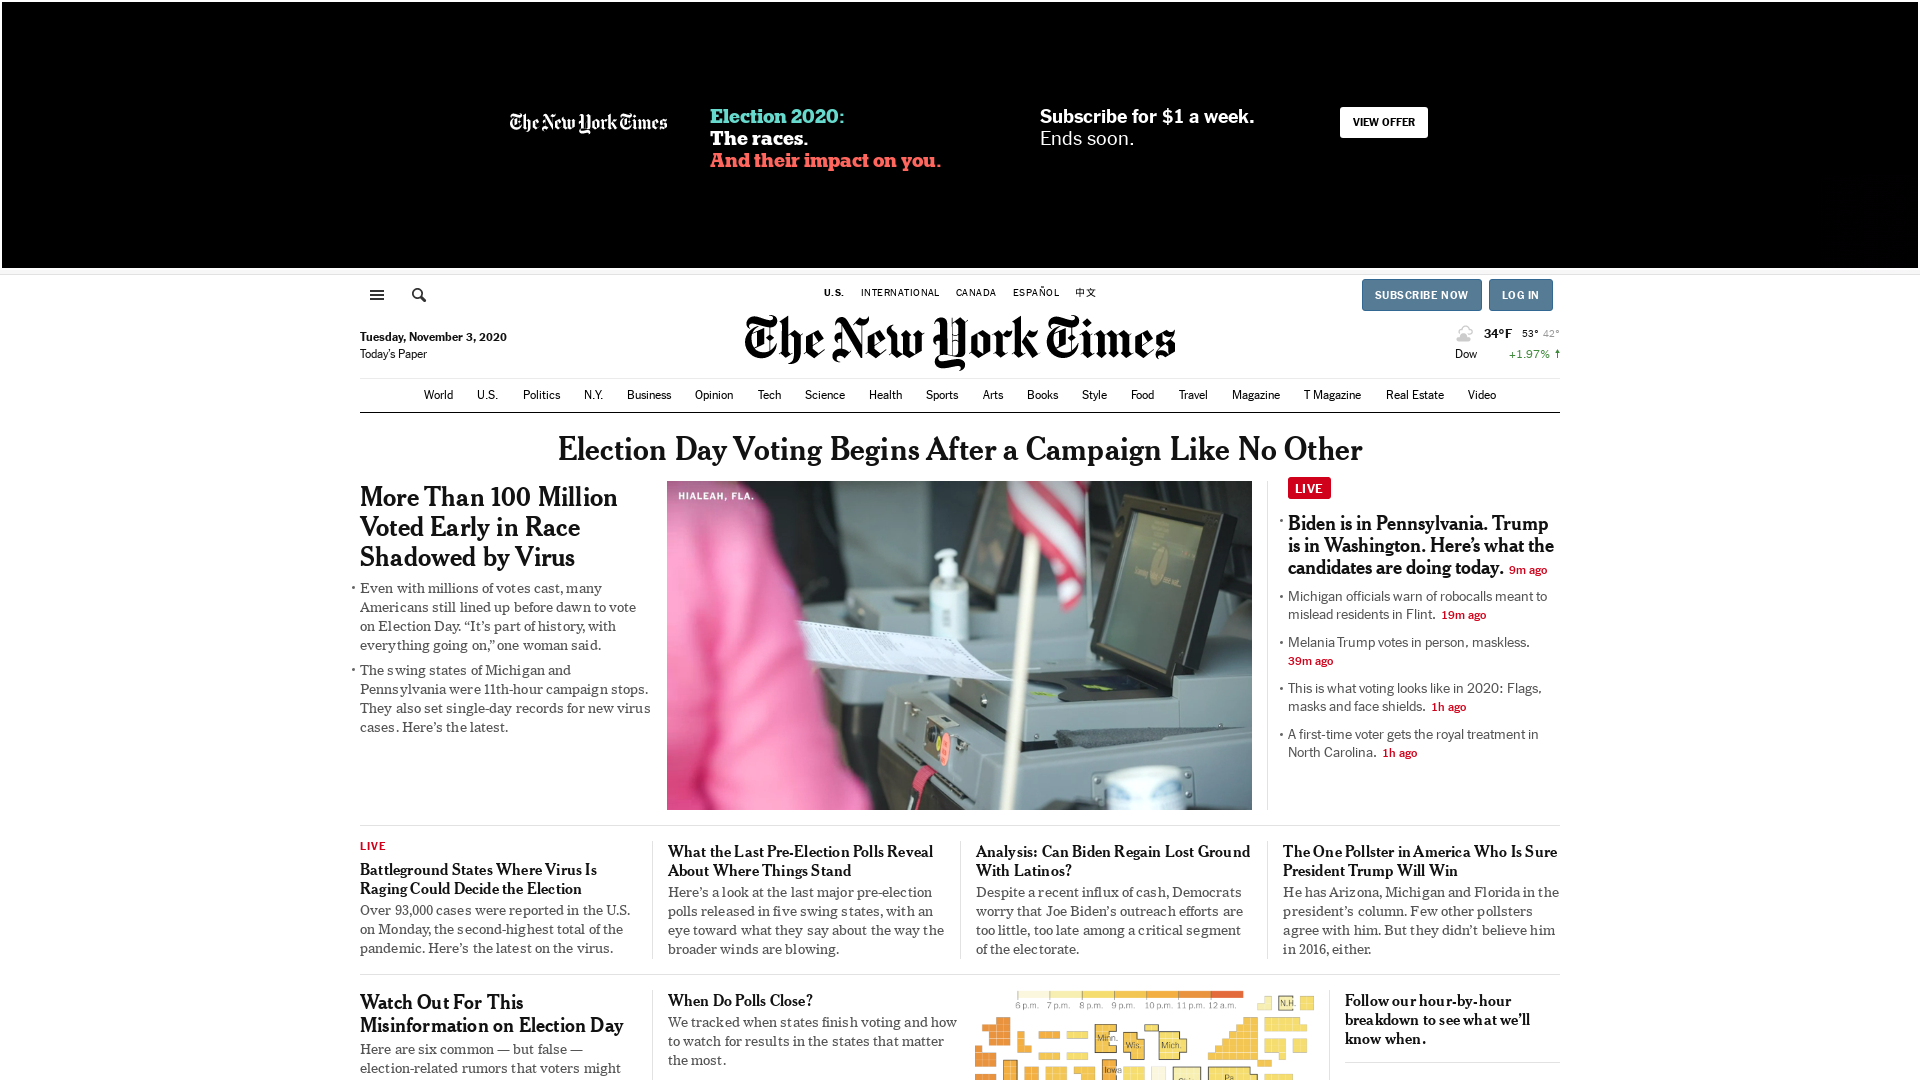 The New York Times
Election 2020:
The races.
And their impact on you.
Subscribe for $1 a week.
Ends soon.
VIEW OFFER
U.S. INTERNATIONAL CANADA ESPAÑOL 中文
SUBSCRIBE NOW
LOG IN
Tuesday, November 3, 2020
Today's Paper
The New York Times
34°F 53° 42°
Dow +1.97% ↑
World U.S. Politics N.Y. Business Opinion Tech Science Health Sports Arts Books Style Food Travel Magazine T Magazine Real Estate Video
Election Day Voting Begins After a Campaign Like No Other
More Than 100 Million
Voted Early in Race
Shadowed by Virus
Even with millions of votes cast, many
Americans still lined up before dawn to vote
on Election Day. “It’s part of history, with
everything going on,” one woman said.
The swing states of Michigan and
Pennsylvania were 11th-hour campaign stops.
They also set single-day records for new virus
cases. Here’s the latest.
HIALEAH, FLA.
LIVE
Biden is in Pennsylvania. Trump
is in Washington. Here’s what the
candidates are doing today. 9m ago
Michigan officials warn of robocalls meant to
mislead residents in Flint. 19m ago
Melania Trump votes in person, maskless.
39m ago
This is what voting looks like in 2020: Flags,
masks and face shields. 1h ago
A first-time voter gets the royal treatment in
North Carolina. 1h ago
LIVE
Battleground States Where Virus Is
Raging Could Decide the Election
Over 93,000 cases were reported in the U.S.
on Monday, the second-highest total of the
pandemic. Here’s the latest on the virus.
What the Last Pre-Election Polls Reveal
About Where Things Stand
Here’s a look at the last major pre-election
polls released in five swing states, with an
eye toward what they say about the way the
broader winds are blowing.
Analysis: Can Biden Regain Lost Ground
With Latinos?
Despite a recent influx of cash, Democrats
worry that Joe Biden’s outreach efforts are
too little, too late among a critical segment
of the electorate.
The One Pollster in America Who Is Sure
President Trump Will Win
He has Arizona, Michigan and Florida in the
president’s column. Few other pollsters
agree with him. But they didn’t believe him
in 2016, either.
Watch Out For This
Misinformation on Election Day
Here are six common — but false —
election-related rumors that voters might
When Do Polls Close?
We tracked when states finish voting and how
to watch for results in the states that matter
the most.
6 p.m. 7 p.m. 8 p.m. 9 p.m. 10 p.m. 11 p.m. 12 a.m.
N.H.
Minn.
Wis.
Mich.
Iowa
Pa.
Follow our hour-by-hour
breakdown to see what we’ll
know when.